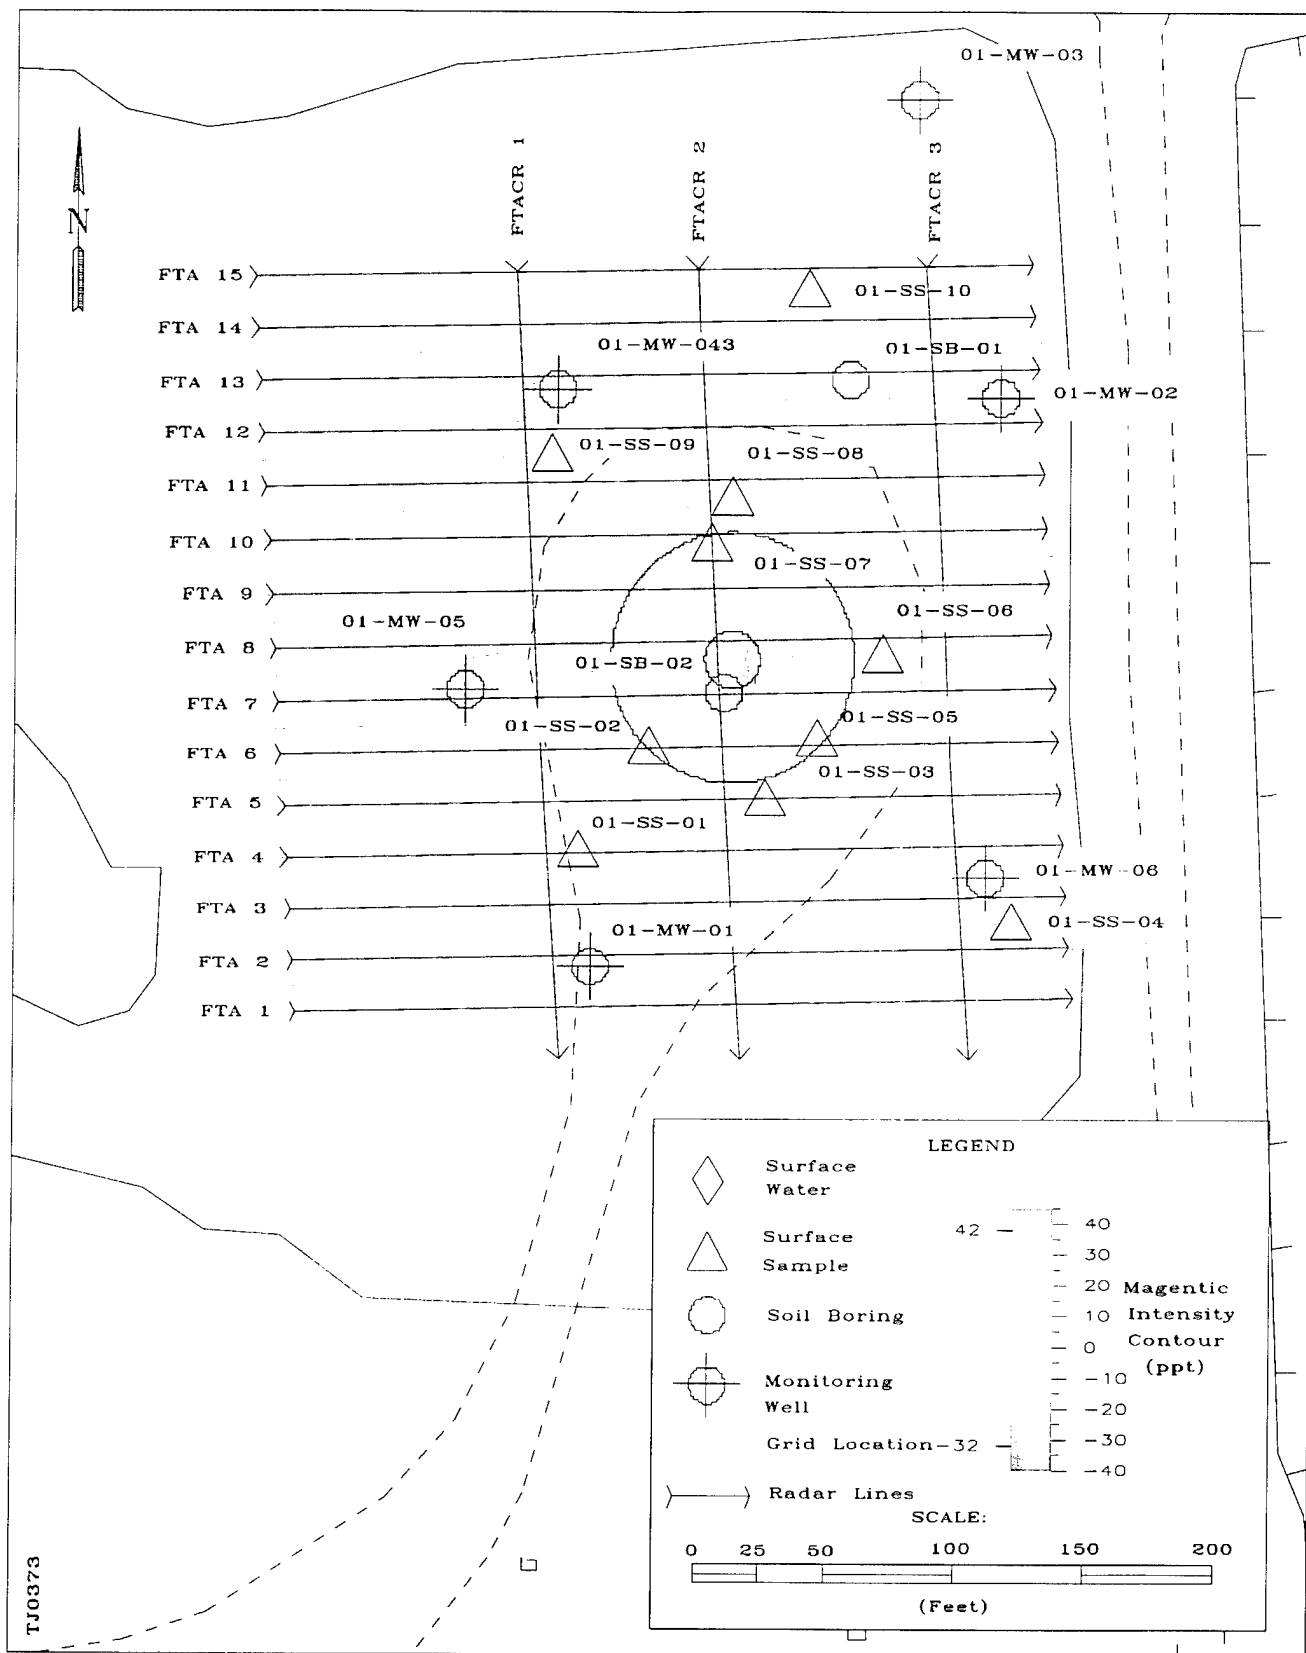 01-MW-03
FTACR 1
FTACR 2
FTACR 3
N
FTA 15
01-SS-10
FTA 14
01-MW-043
01-SB-01
FTA 13
01-MW-02
FTA 12
01-SS-09
01-SS-08
FTA 11
FTA 10
01-SS-07
FTA 9
01-SS-06
01-MW-05
FTA 8
01-SB-02
FTA 7
01-SS-02
01-SS-05
FTA 6
01-SS-03
FTA 5
01-SS-01
FTA 4
01-MW-06
FTA 3
01-SS-04
01-MW-01
FTA 2
FTA 1
LEGEND
Surface
Water
Surface
Sample
Soil Boring
Monitoring
Well
Grid Location
Radar Lines
42
-32
40
30
20
10
0
-10
-20
-30
-40
Magentic
Intensity
Contour
(ppt)
SCALE:
0 25 50 100 150 200
(Feet)
TJ0373